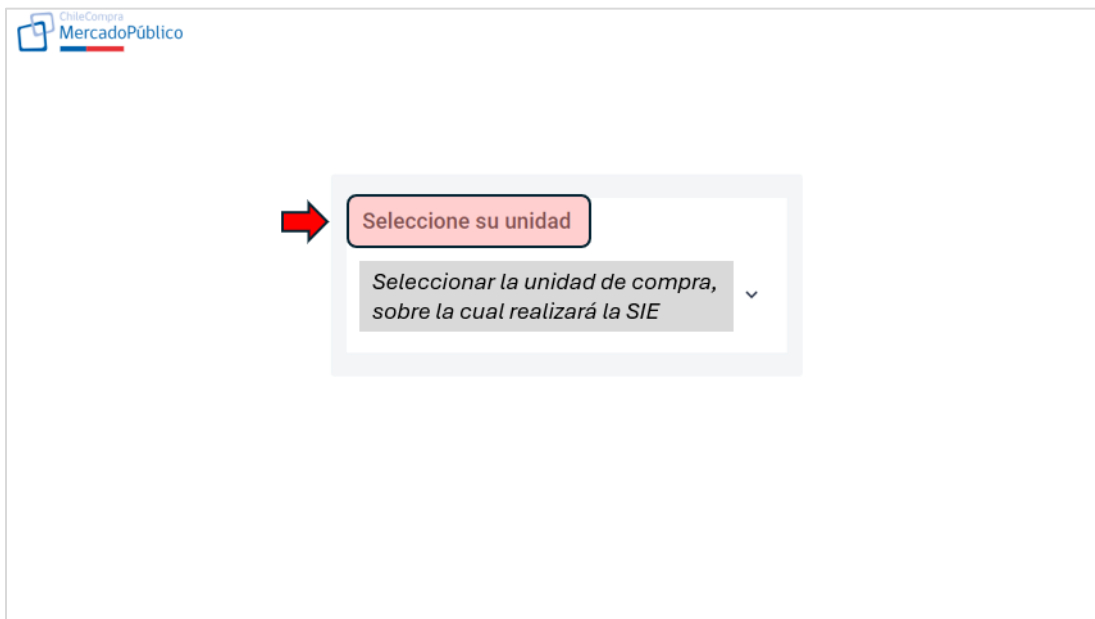 ChileCompra
MercadoPúblico
Seleccione su unidad
Seleccionar la unidad de compra,
sobre la cual realizará la SIE